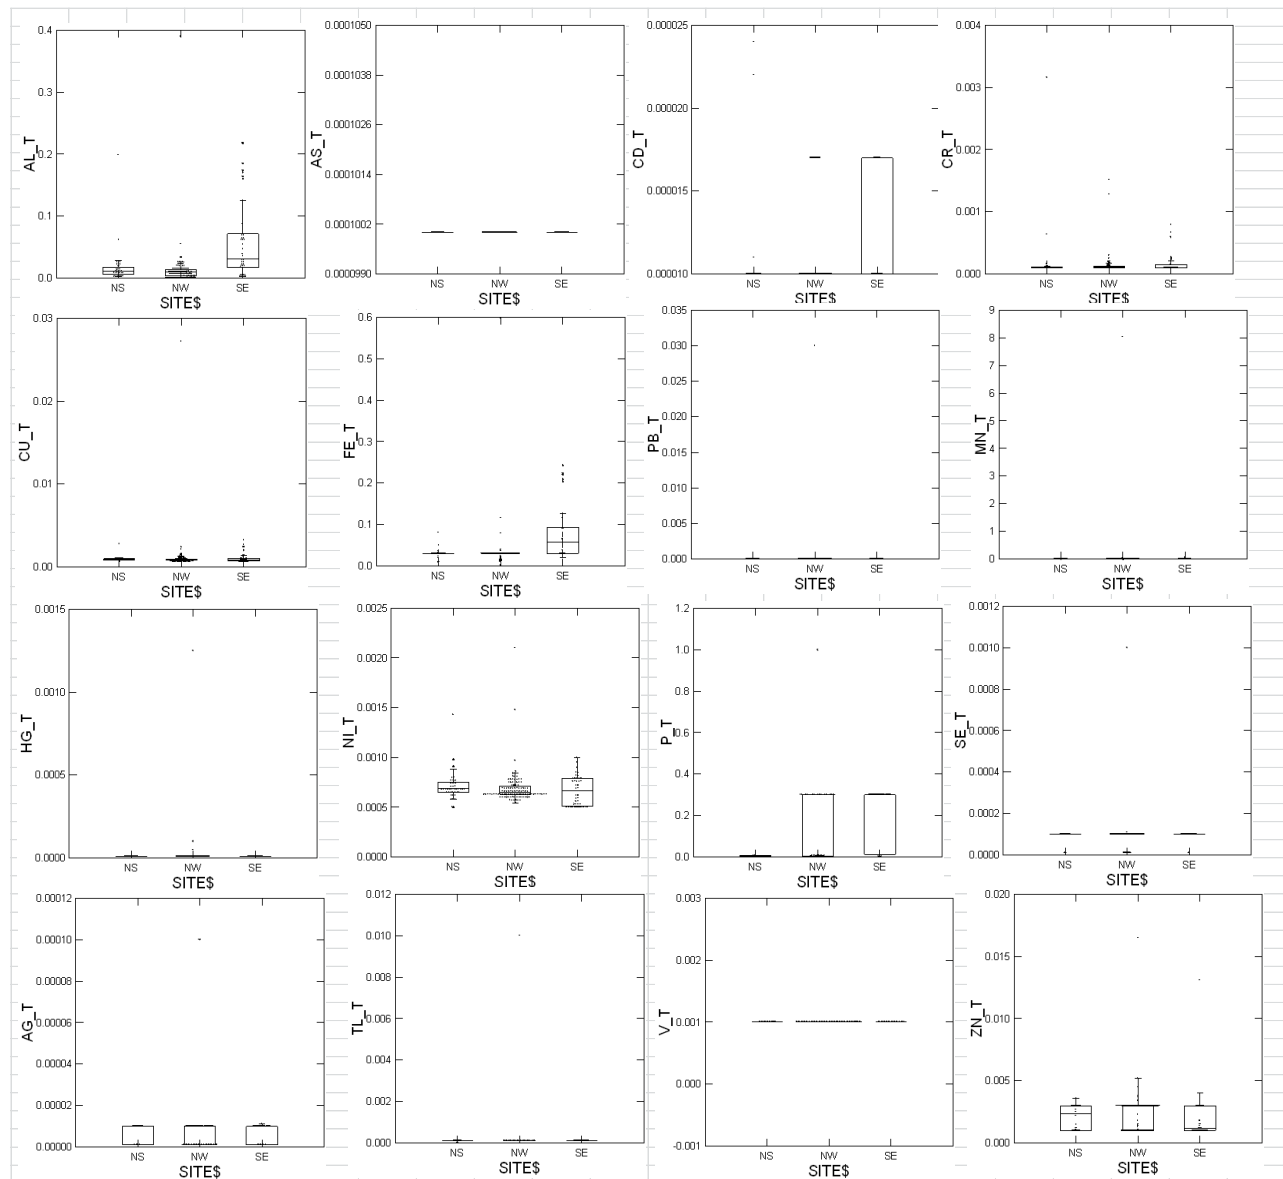 AL_T
0.4
0.3
0.2
0.1
0.0
NS NW SE
SITE$
AS_T
0.0001050
0.0001038
0.0001026
0.0001014
0.0001002
0.0000990
NS NW SE
SITE$
CD_T
0.000025
0.000020
0.000015
0.000010
NS NW SE
SITE$
CR_T
0.004
0.003
0.002
0.001
0.000
NS NW SE
SITE$
CU_T
0.03
0.02
0.01
0.00
NS NW SE
SITE$
FE_T
0.6
0.5
0.4
0.3
0.2
0.1
0.0
NS NW SE
SITE$
PB_T
0.035
0.030
0.025
0.020
0.015
0.010
0.005
0.000
NS NW SE
SITE$
MN_T
9
8
7
6
5
4
3
2
1
0
NS NW SE
SITE$
HG_T
0.0015
0.0010
0.0005
0.0000
NS NW SE
SITE$
NI_T
0.0025
0.0020
0.0015
0.0010
0.0005
0.0000
NS NW SE
SITE$
P_T
1.2
1.0
0.8
0.6
0.4
0.2
0.0
NS NW SE
SITE$
SE_T
0.0012
0.0010
0.0008
0.0006
0.0004
0.0002
0.0000
NS NW SE
SITE$
AG_T
0.00012
0.00010
0.00008
0.00006
0.00004
0.00002
0.00000
NS NW SE
SITE$
TL_T
0.012
0.010
0.008
0.006
0.004
0.002
0.000
NS NW SE
SITE$
V_T
0.003
0.002
0.001
0.000
-0.001
NS NW SE
SITE$
ZN_T
0.020
0.015
0.010
0.005
0.000
NS NW SE
SITE$